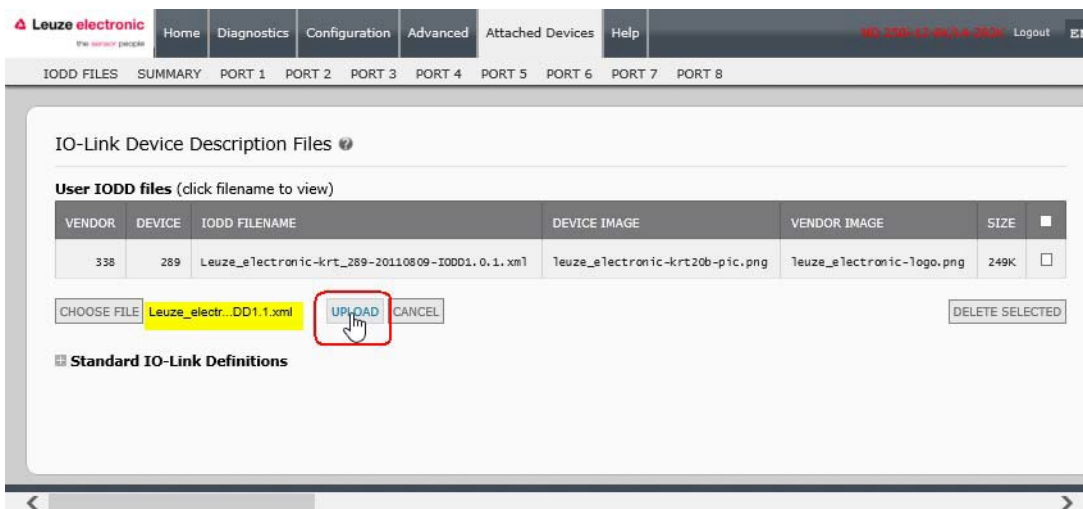 Leuze electronic
the sensor people
Home Diagnostics Configuration Advanced Attached Devices Help Logout
IODD FILES SUMMARY PORT 1 PORT 2 PORT 3 PORT 4 PORT 5 PORT 6 PORT 7 PORT 8
IO-Link Device Description Files
User IODD files (click filename to view)
VENDOR DEVICE IODD FILENAME DEVICE IMAGE VENDOR IMAGE SIZE
338 289 Leuze_electronic-krt_289-20110809-IODD1.0.1.xml leuze_electronic-krt20b-pic.png leuze_electronic-logo.png 249K
CHOOSE FILE Leuze_electr...DD1.1.xml UPLOAD CANCEL DELETE SELECTED
Standard IO-Link Definitions